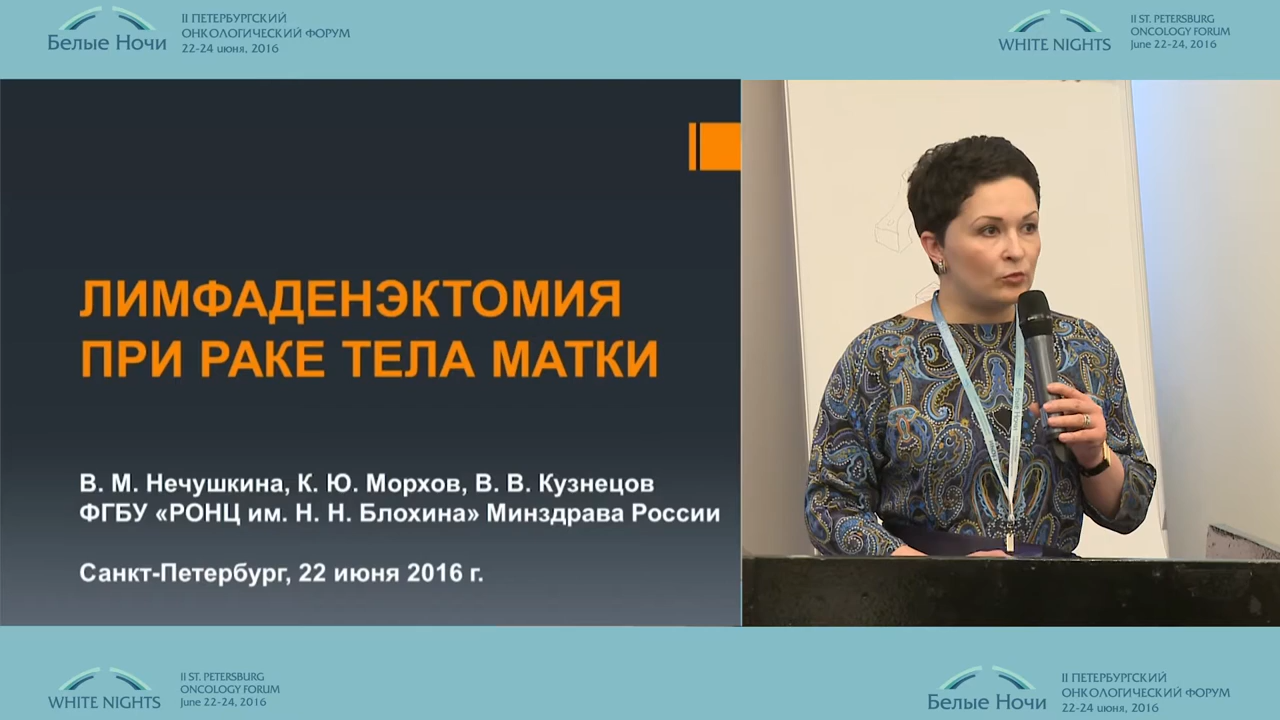 Белые Ночи
II ПЕТЕРБУРГСКИЙ
ОНКОЛОГИЧЕСКИЙ ФОРУМ
22-24 июня, 2016
WHITE NIGHTS
II ST. PETERSBURG
ONCOLOGY FORUM
June 22-24, 2016
ЛИМФАДЕНЭКТОМИЯ
ПРИ РАКЕ ТЕЛА МАТКИ
В. М. Нечушкина, К. Ю. Морхов, В. В. Кузнецов
ФГБУ «РОНЦ им. Н. Н. Блохина» Минздрава России
Санкт-Петербург, 22 июня 2016 г.
WHITE NIGHTS
II ST. PETERSBURG
ONCOLOGY FORUM
June 22-24, 2016
Белые Ночи
II ПЕТЕРБУРГСКИЙ
ОНКОЛОГИЧЕСКИЙ ФОРУМ
22-24 июня, 2016